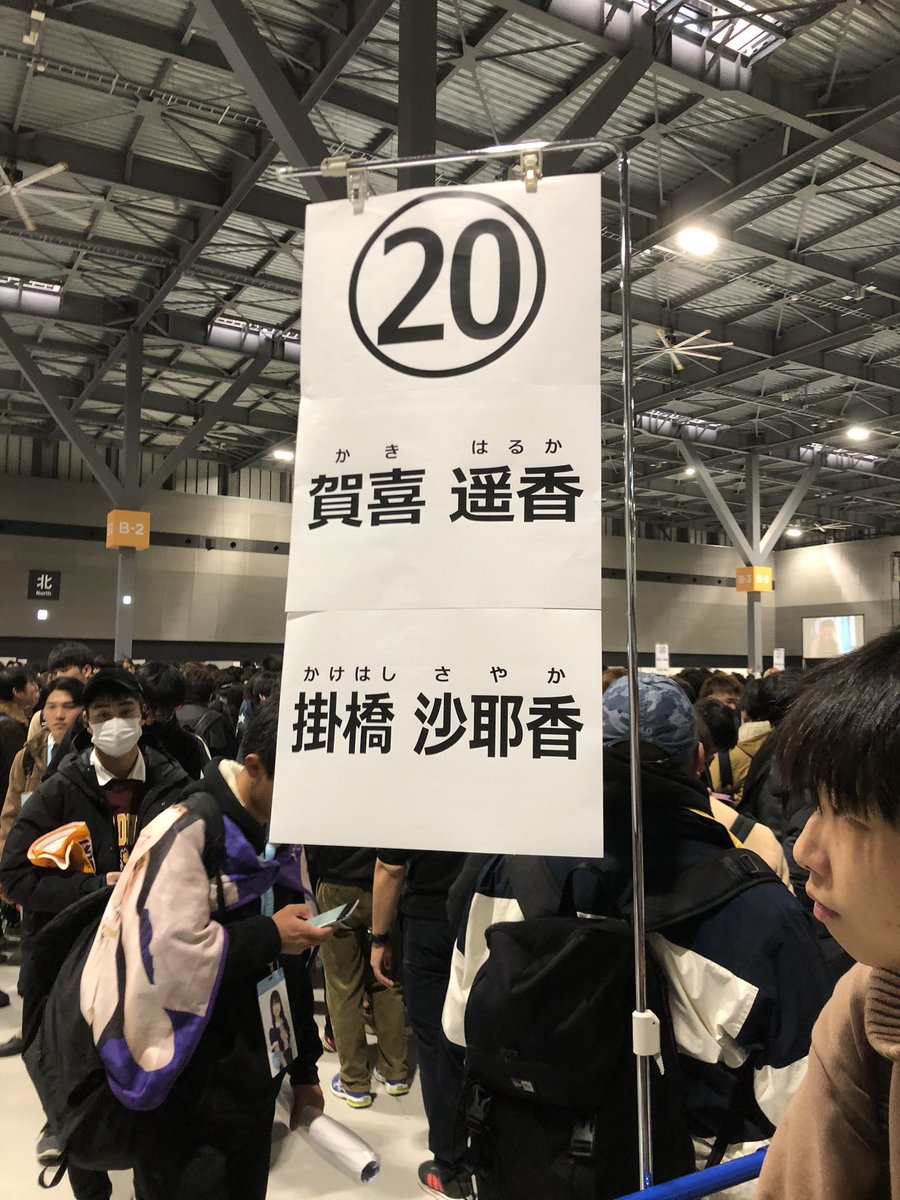 ⑳
かき はるか
賀喜 遥香
かけはし さやか
掛橋 沙耶香
B-2
北
North
B-3